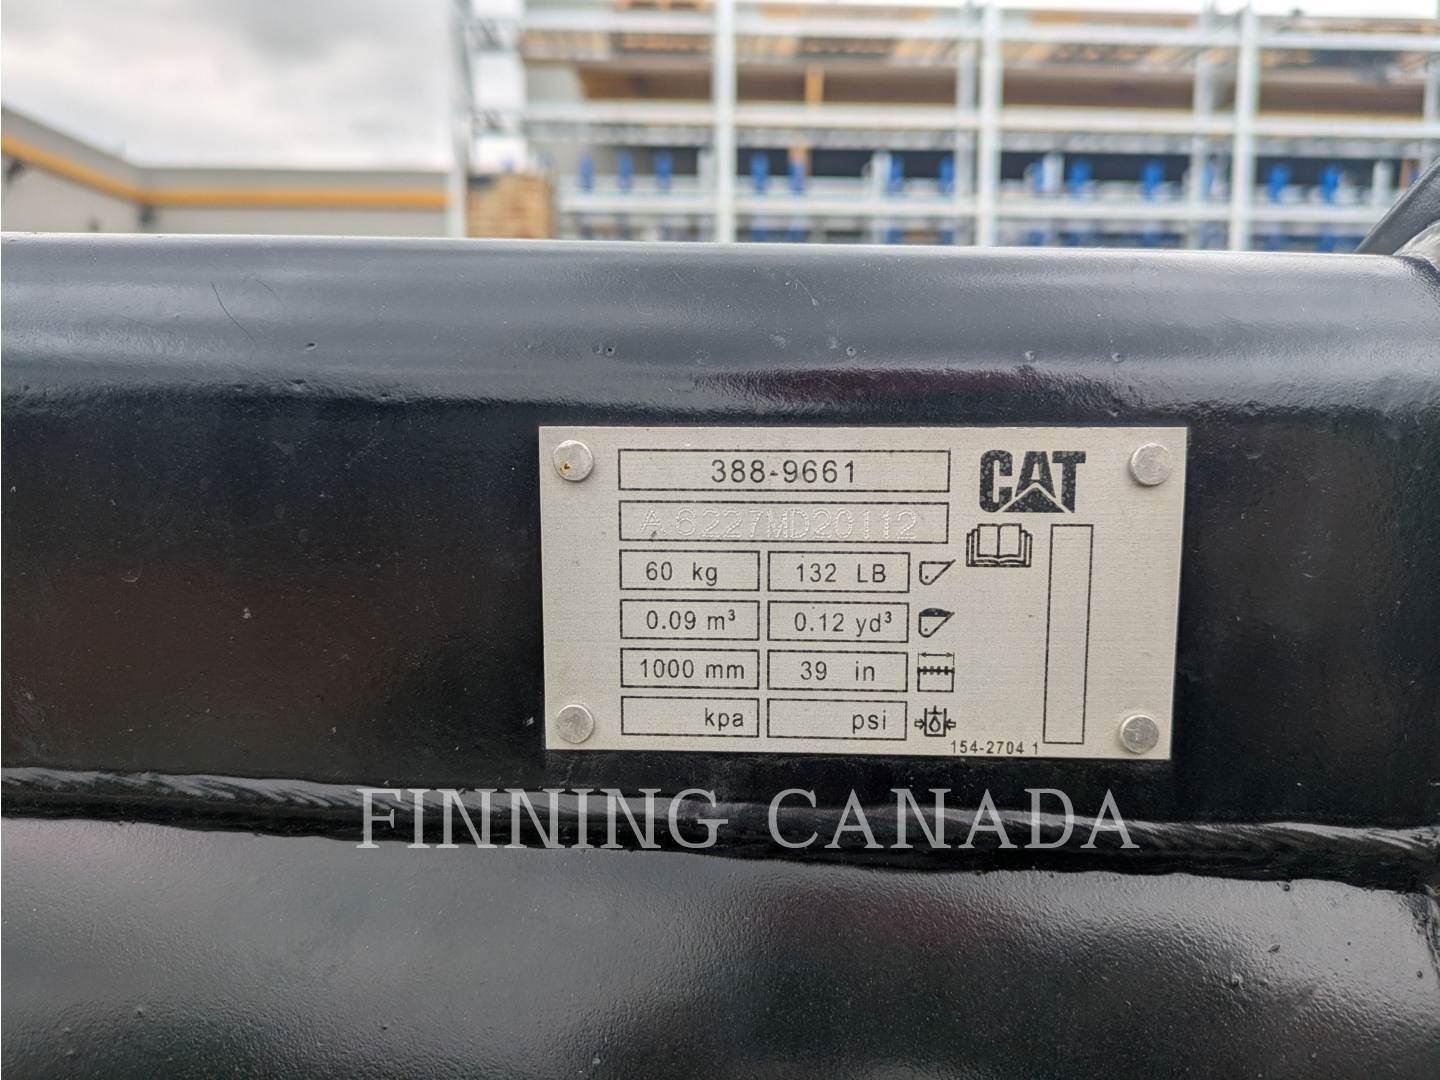 388-9661
CAT
A6227MD20112
60 kg 132 LB
0.09 m³ 0.12 yd³
1000 mm 39 in
kpa psi
154-2704 1
FINNING CANADA